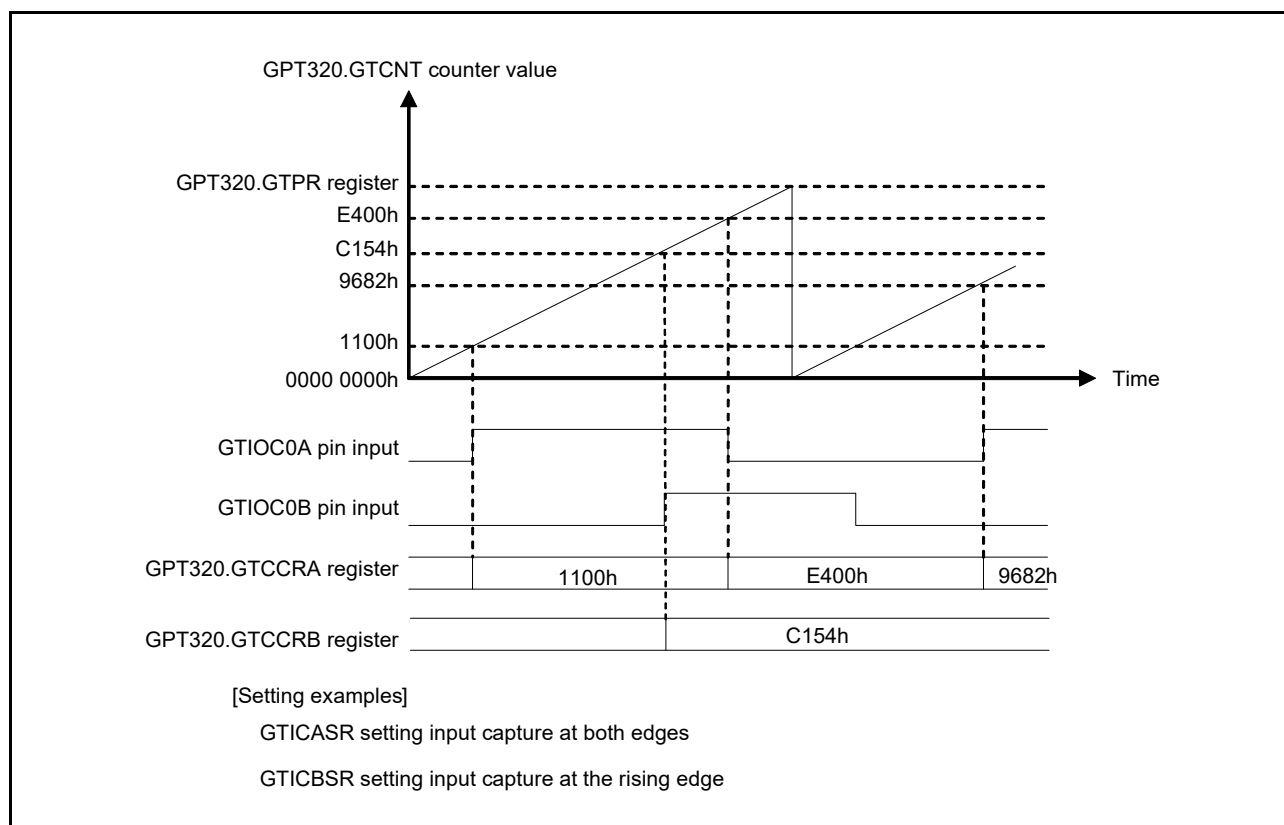 GPT320.GTCNT counter value
GPT320.GTPR register
E400h
C154h
9682h
1100h
0000 0000h
Time
GTIOC0A pin input
GTIOC0B pin input
GPT320.GTCCRA register
1100h
E400h
9682h
GPT320.GTCCRB register
C154h
[Setting examples]
GTICASR setting input capture at both edges
GTICBSR setting input capture at the rising edge